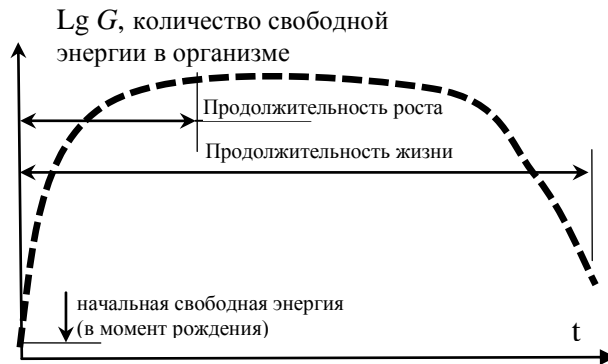 Lg G, количество свободной
энергии в организме
Продолжительность роста
Продолжительность жизни
начальная свободная энергия
(в момент рождения)
t